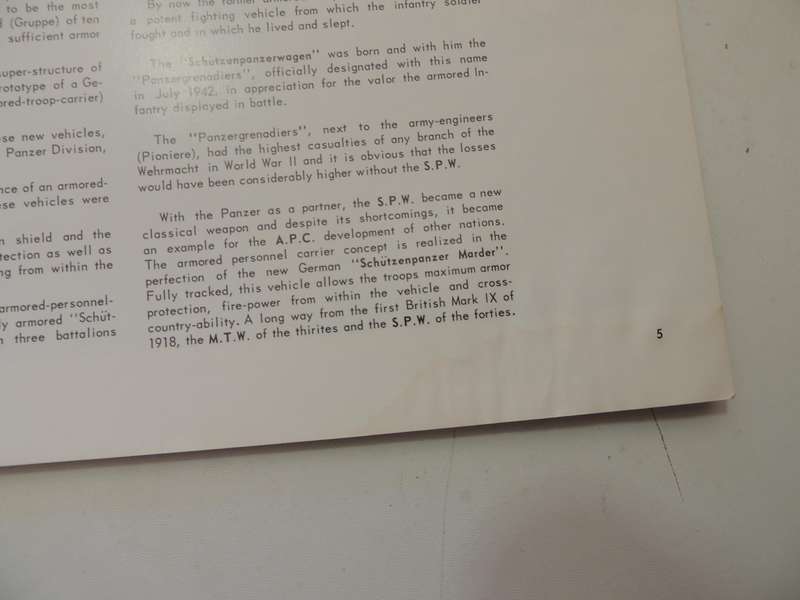 to be the most
(Gruppe) of ten
sufficient armor
super-structure of
prototype of a Ge-
ored-troop-carrier)
se new vehicles,
Panzer Division,
nce of an armored-
ese vehicles were
n shield and the
tection as well as
ng from within the
armored-personnel-
ly armored "Schüt-
n three battalions
By now the former
a potent fighting vehicle from which the infantry soldier
fought and in which he lived and slept.
The "Schützenpanzerwagen" was born and with him the
"Panzergrenadiers", officially designated with this name
in July 1942, in appreciation for the valor the armored In-
fantry displayed in battle.
The "Panzergrenadiers", next to the army-engineers
(Pioniere), had the highest casualties of any branch of the
Wehrmacht in World War II and it is obvious that the losses
would have been considerably higher without the S.P.W.
With the Panzer as a partner, the S.P.W. became a new
classical weapon and despite its shortcomings, it became
an example for the A.P.C. development of other nations.
The armored personnel carrier concept is realized in the
perfection of the new German "Schützenpanzer Marder".
Fully tracked, this vehicle allows the troops maximum armor
protection, fire-power from within the vehicle and cross-
country-ability. A long way from the first British Mark IX of
1918, the M.T.W. of the thirites and the S.P.W. of the forties.
5